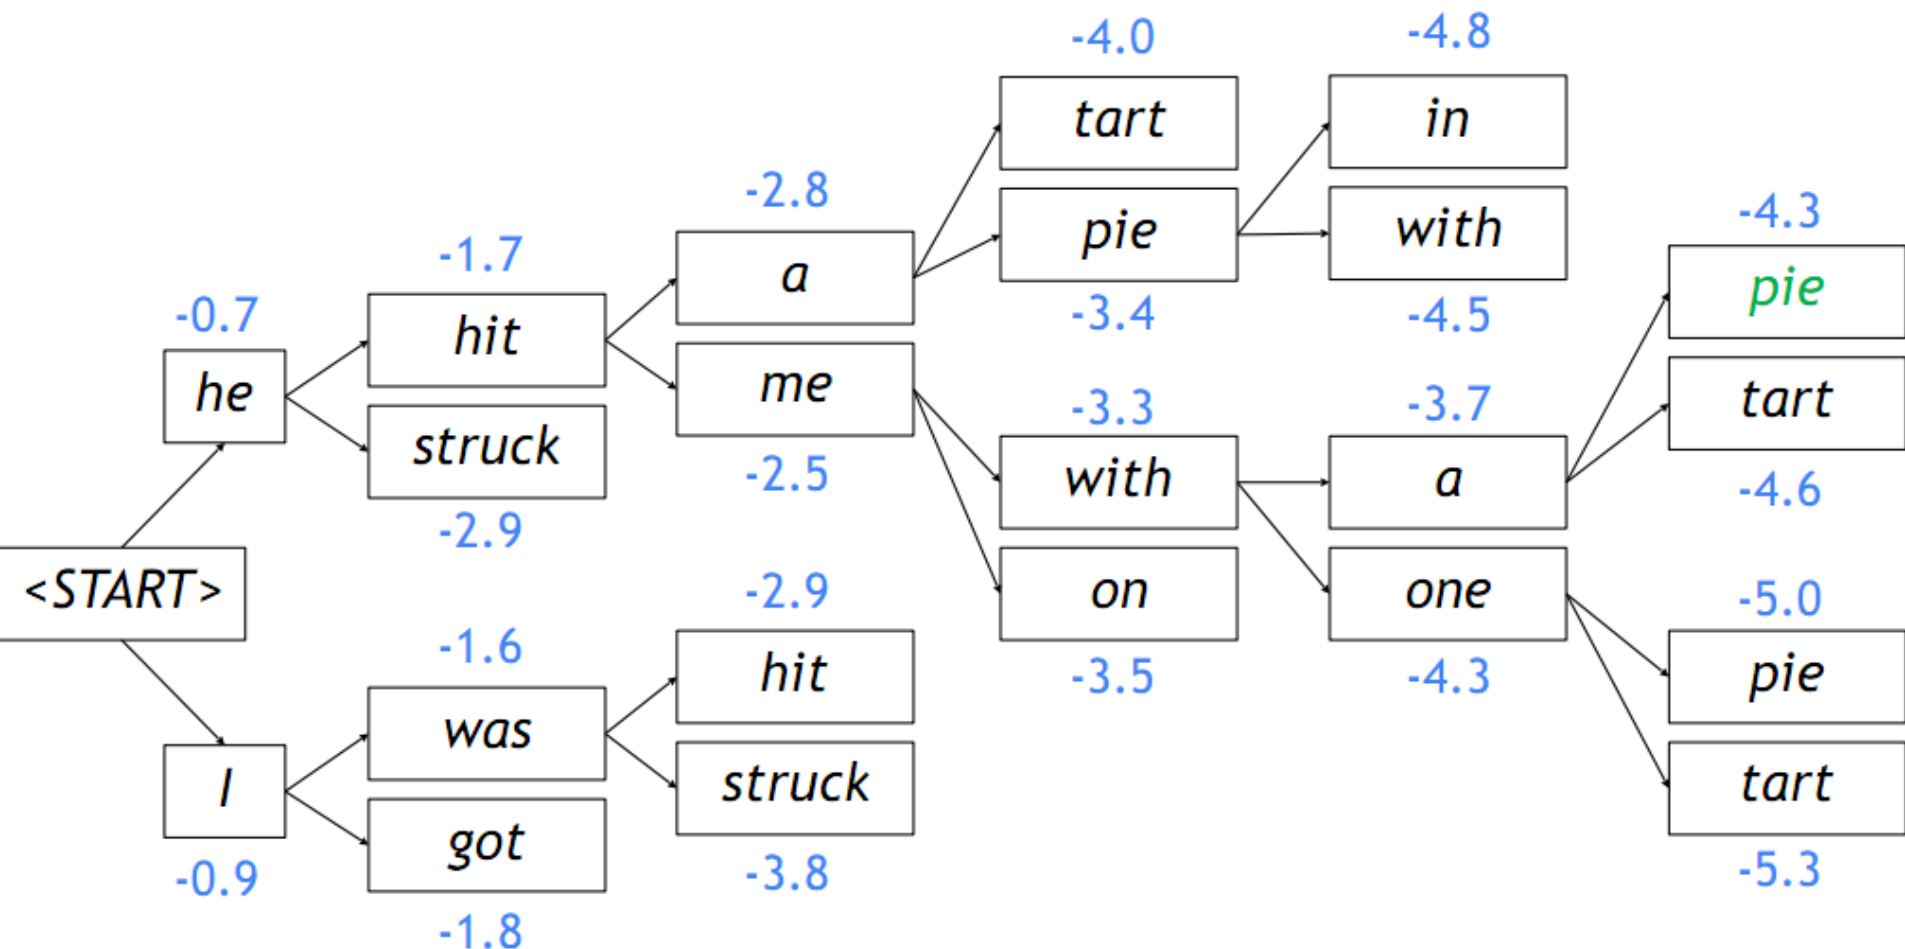 <START>
-0.7
he
I
-0.9
-1.7
hit
struck
-2.9
-1.6
was
got
-1.8
-2.8
a
me
-2.5
-2.9
hit
struck
-3.8
-4.0
tart
pie
-3.4
-3.3
with
on
-3.5
-4.8
in
with
-4.5
-3.7
a
one
-4.3
-4.3
pie
tart
-4.6
-5.0
pie
tart
-5.3